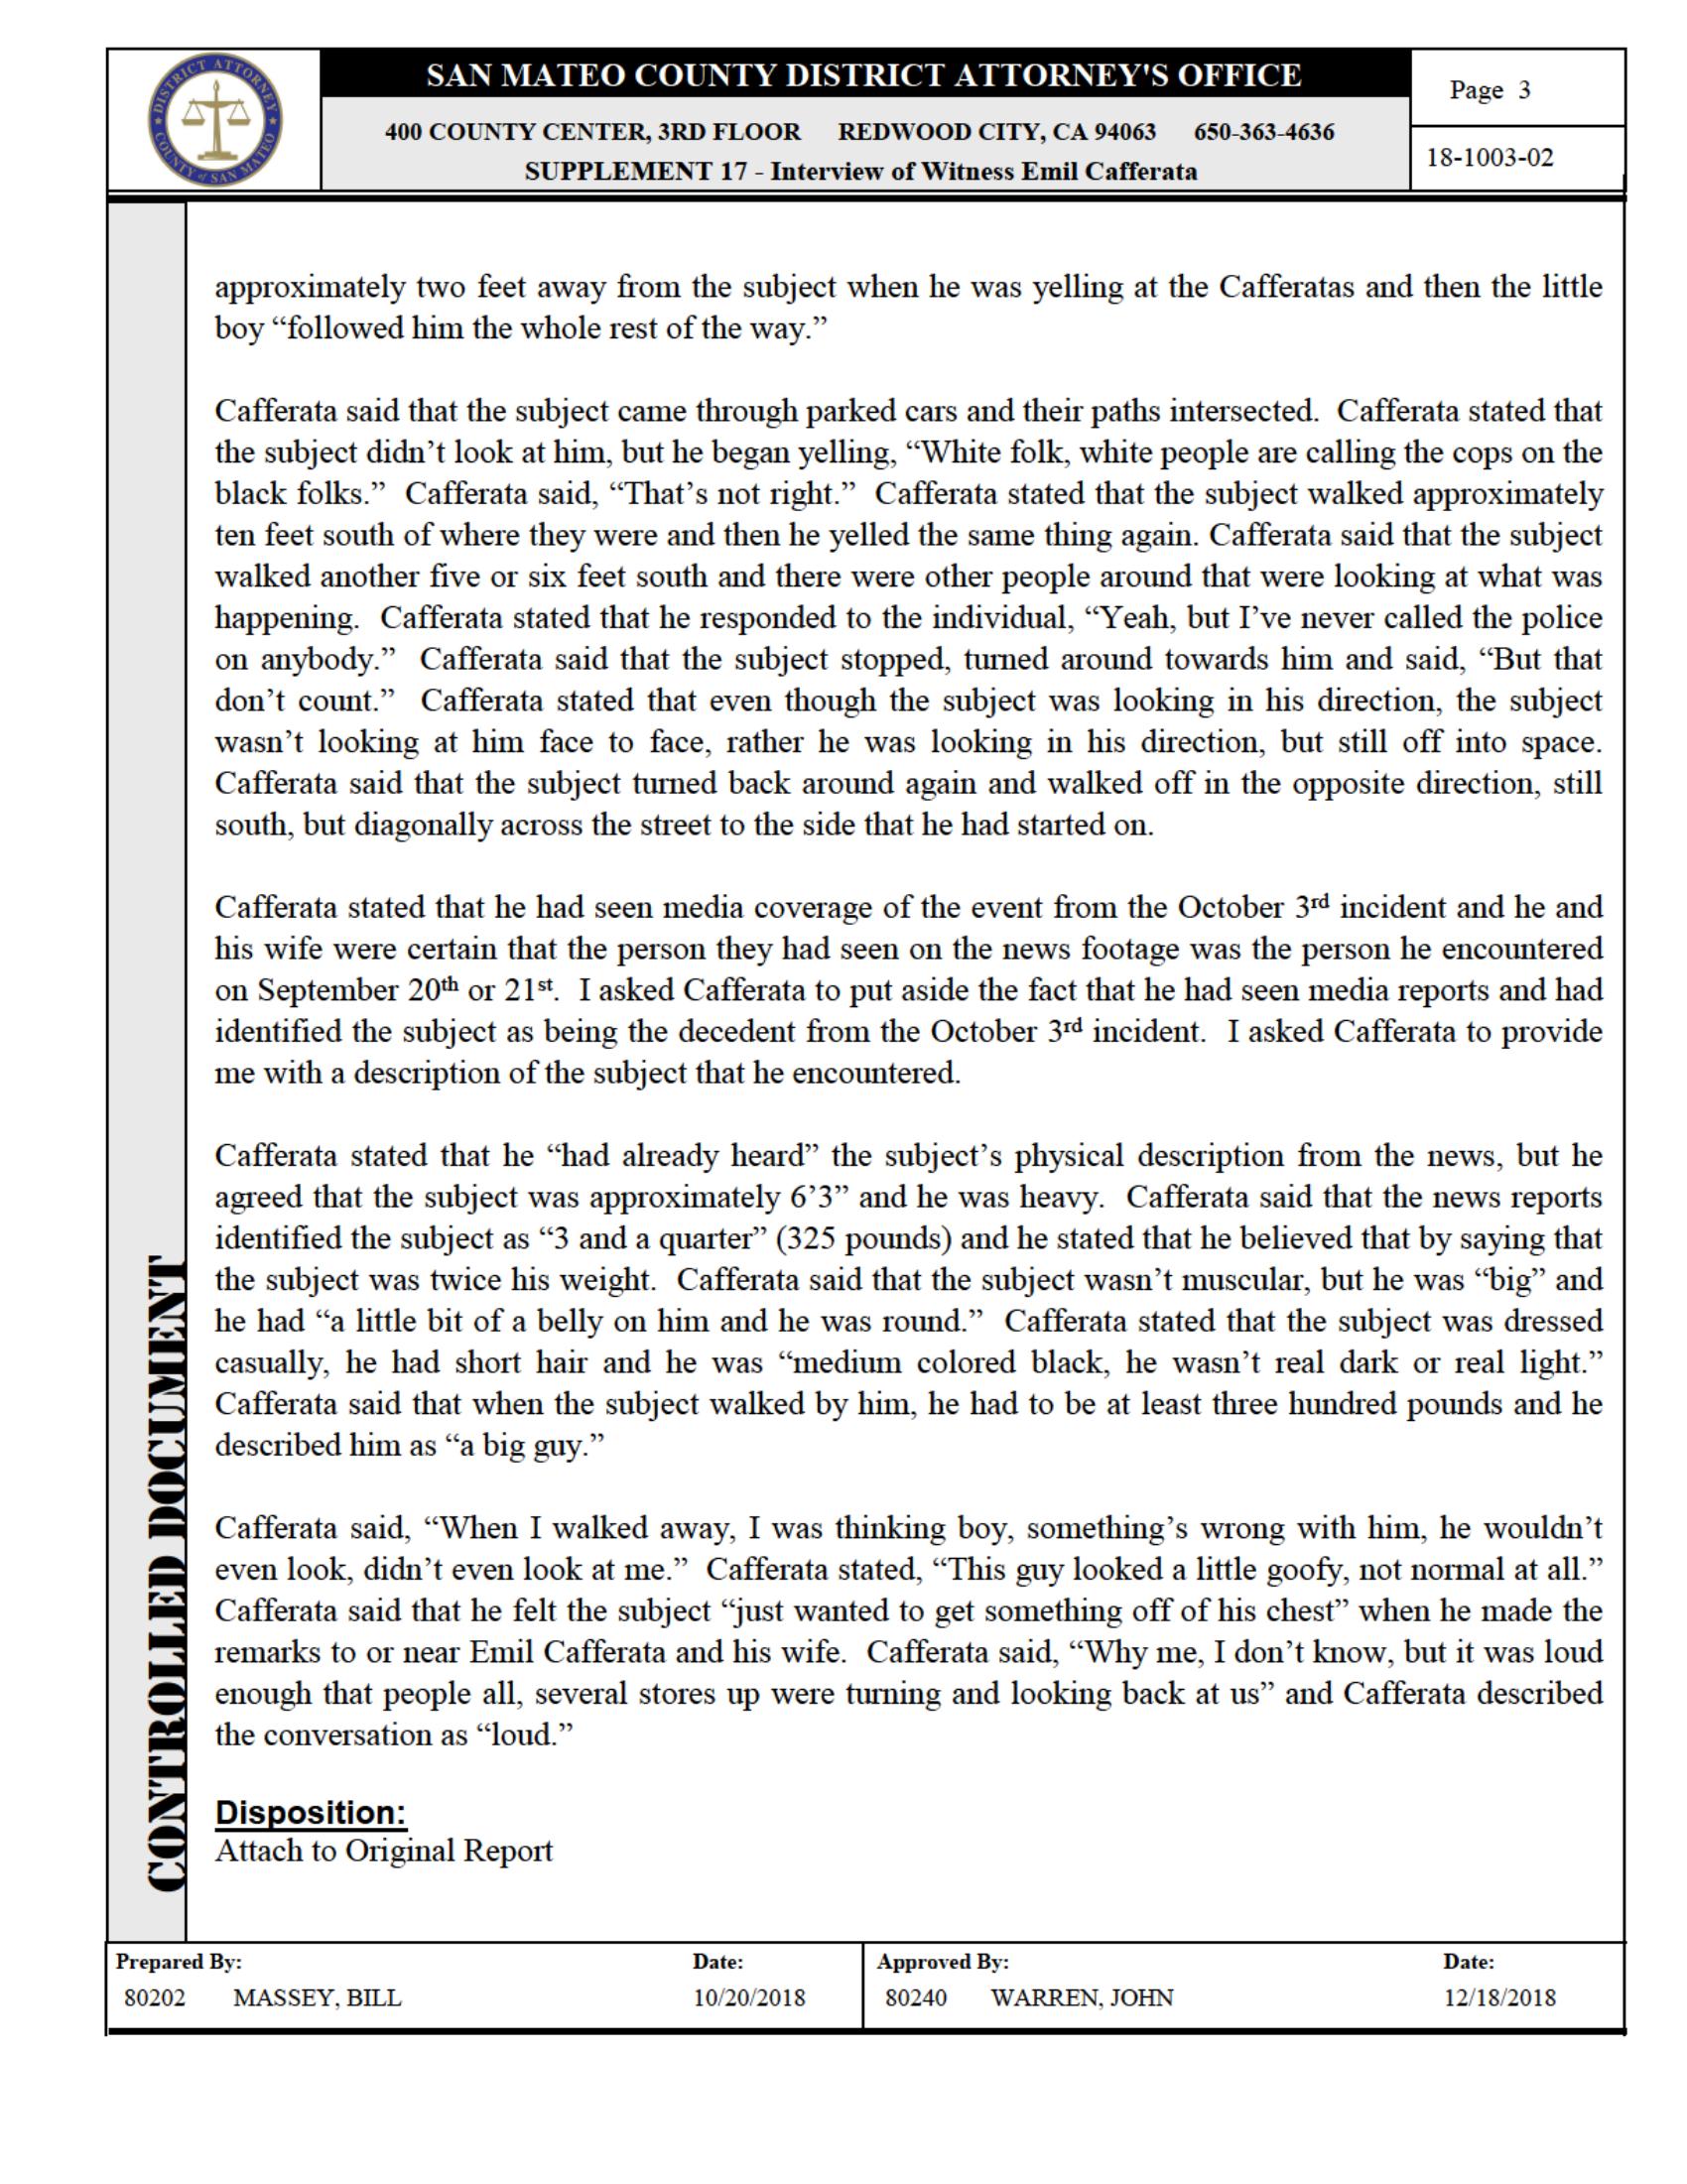 DISTRICT ATTORNEY
COUNTY of SAN MATEO
SAN MATEO COUNTY DISTRICT ATTORNEY'S OFFICE
400 COUNTY CENTER, 3RD FLOOR REDWOOD CITY, CA 94063 650-363-4636
SUPPLEMENT 17 - Interview of Witness Emil Cafferata
Page 3
18-1003-02
approximately two feet away from the subject when he was yelling at the Cafferatas and then the little
boy “followed him the whole rest of the way.”
Cafferata said that the subject came through parked cars and their paths intersected. Cafferata stated that
the subject didn’t look at him, but he began yelling, “White folk, white people are calling the cops on the
black folks.” Cafferata said, “That’s not right.” Cafferata stated that the subject walked approximately
ten feet south of where they were and then he yelled the same thing again. Cafferata said that the subject
walked another five or six feet south and there were other people around that were looking at what was
happening. Cafferata stated that he responded to the individual, “Yeah, but I’ve never called the police
on anybody.” Cafferata said that the subject stopped, turned around towards him and said, “But that
don’t count.” Cafferata stated that even though the subject was looking in his direction, the subject
wasn’t looking at him face to face, rather he was looking in his direction, but still off into space.
Cafferata said that the subject turned back around again and walked off in the opposite direction, still
south, but diagonally across the street to the side that he had started on.
Cafferata stated that he had seen media coverage of the event from the October 3rd incident and he and
his wife were certain that the person they had seen on the news footage was the person he encountered
on September 20th or 21st. I asked Cafferata to put aside the fact that he had seen media reports and had
identified the subject as being the decedent from the October 3rd incident. I asked Cafferata to provide
me with a description of the subject that he encountered.
Cafferata stated that he “had already heard” the subject’s physical description from the news, but he
agreed that the subject was approximately 6’3” and he was heavy. Cafferata said that the news reports
identified the subject as “3 and a quarter” (325 pounds) and he stated that he believed that by saying that
the subject was twice his weight. Cafferata said that the subject wasn’t muscular, but he was “big” and
he had “a little bit of a belly on him and he was round.” Cafferata stated that the subject was dressed
casually, he had short hair and he was “medium colored black, he wasn’t real dark or real light.”
Cafferata said that when the subject walked by him, he had to be at least three hundred pounds and he
described him as “a big guy.”
Cafferata said, “When I walked away, I was thinking boy, something’s wrong with him, he wouldn’t
even look, didn’t even look at me.” Cafferata stated, “This guy looked a little goofy, not normal at all.”
Cafferata said that he felt the subject “just wanted to get something off of his chest” when he made the
remarks to or near Emil Cafferata and his wife. Cafferata said, “Why me, I don’t know, but it was loud
enough that people all, several stores up were turning and looking back at us” and Cafferata described
the conversation as “loud.”
Disposition:
Attach to Original Report
CONTROLLED DOCUMENT
Prepared By: Date: Approved By: Date:
80202 MASSEY, BILL 10/20/2018 80240 WARREN, JOHN 12/18/2018